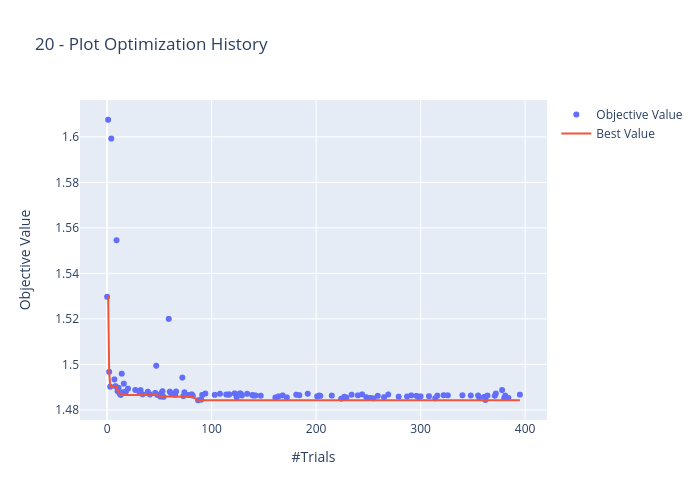 20 - Plot Optimization History
Objective Value
Best Value
1.6
1.58
1.56
1.54
1.52
1.5
1.48
Objective Value
0
100
200
300
400
#Trials